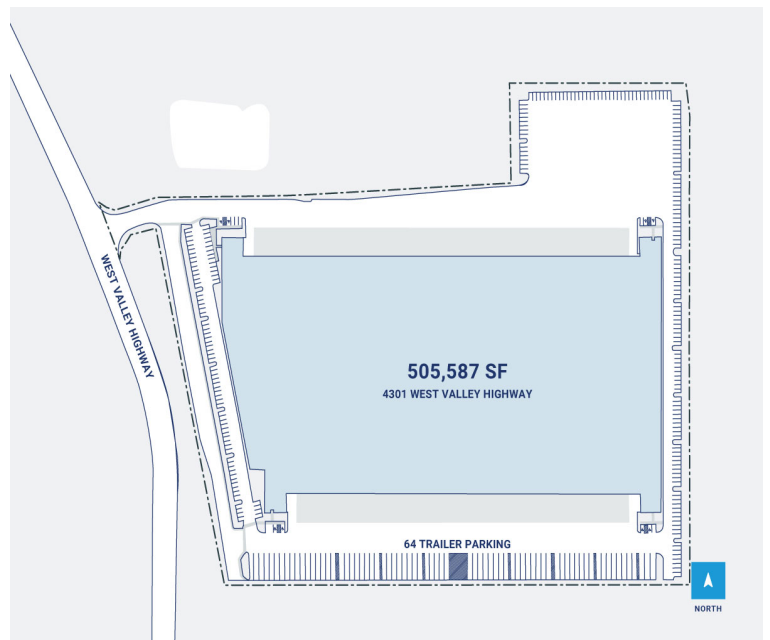 WEST VALLEY HIGHWAY
505,587 SF
4301 WEST VALLEY HIGHWAY
64 TRAILER PARKING
NORTH